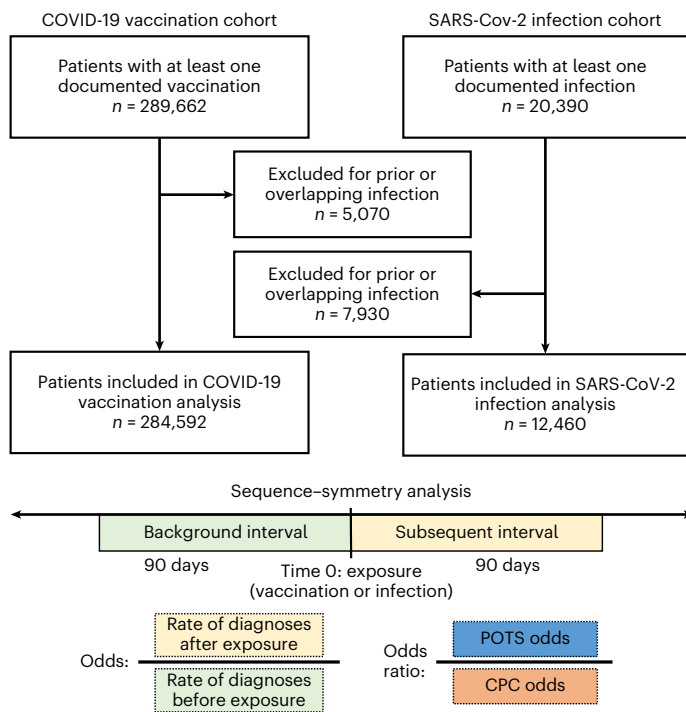 COVID-19 vaccination cohort
SARS-Cov-2 infection cohort
Patients with at least one
documented vaccination
n = 289,662
Patients with at least one
documented infection
n = 20,390
Excluded for prior or
overlapping infection
n = 5,070
Excluded for prior or
overlapping infection
n = 7,930
Patients included in COVID-19
vaccination analysis
n = 284,592
Patients included in SARS-CoV-2
infection analysis
n = 12,460
Sequence–symmetry analysis
Background interval
Subsequent interval
90 days
Time 0: exposure
(vaccination or infection)
90 days
Odds:
Rate of diagnoses
after exposure
Rate of diagnoses
before exposure
Odds
ratio:
POTS odds
CPC odds